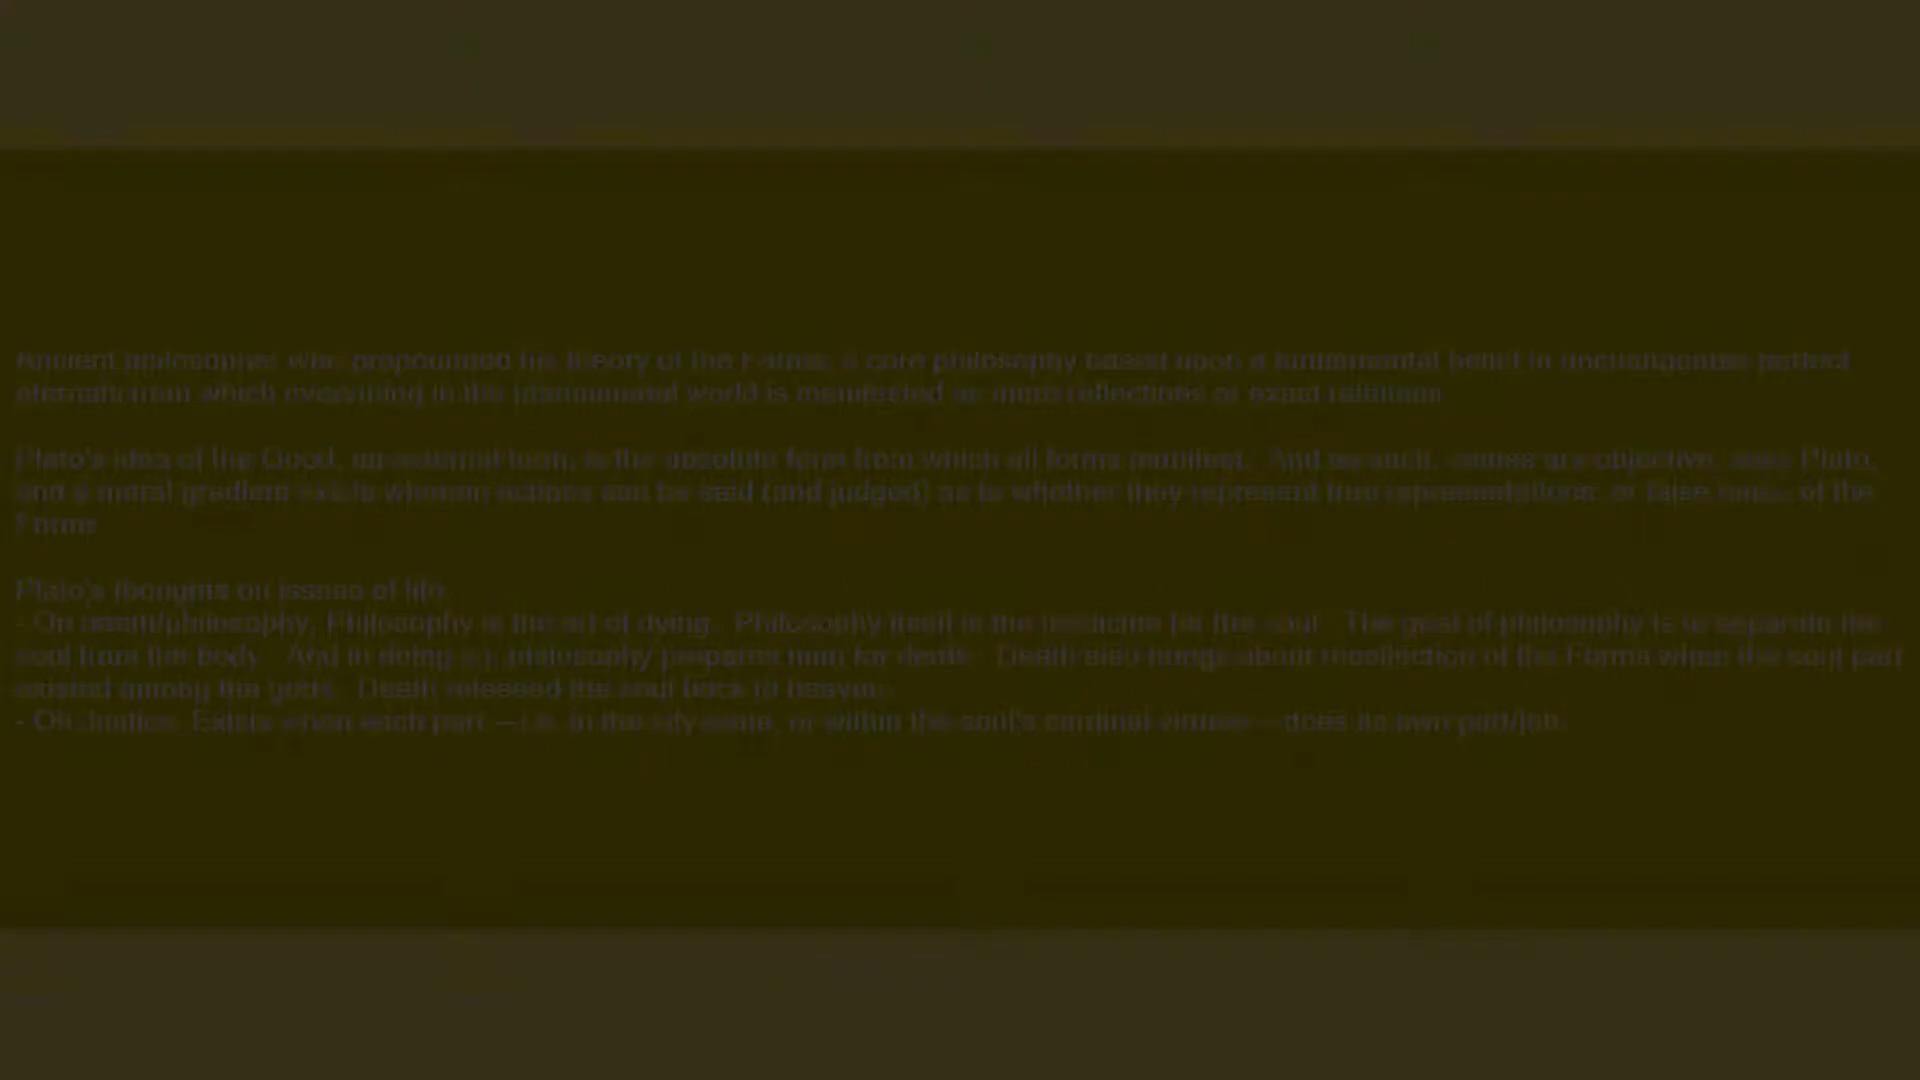 Ancient philosopher who propounded the theory of the Forms: a core philosophy based upon a fundamental belief in unchangeable perfect
from which everything in the phenomenal world is manifested as mere reflections or exact
Plato's idea of the Good, an external form, is the absolute form from which all forms manifest. And as such, are objective, says Plato,
and a moral gradient exists whereon actions can be said (and judged) as to whether they represent true representations or false of the
Forms
Plato's thoughts on issues of life
- On death/philosophy. Philosophy is the art of dying. Philosophy itself is the medicine for the soul. The goal of philosophy is to separate the
soul from the body. And in doing so, philosophy prepares man for death. Death also brings about recollection of the Forms when the soul part
existed among the gods. Death released the soul back to heaven.
- On Justice. Exists when each part — i.e. in the city-state, or within the soul's cardinal virtues — does its own part/job.